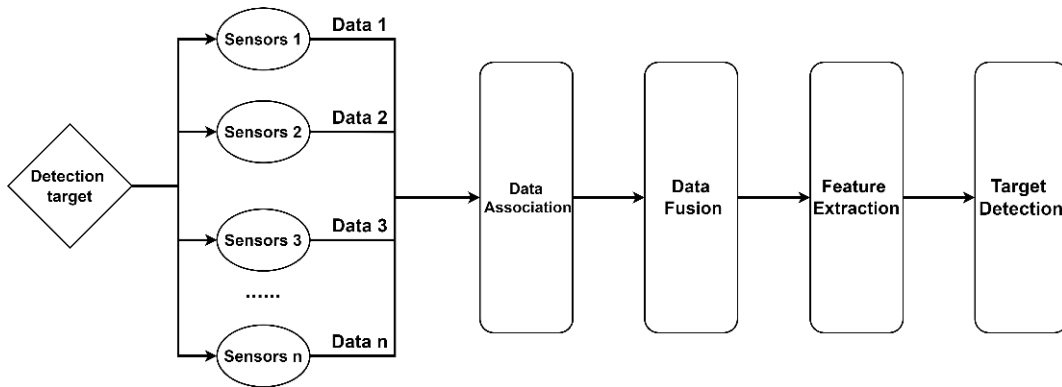 Detection
target
Sensors 1
Data 1
Sensors 2
Data 2
Sensors 3
Data 3
......
Sensors n
Data n
Data
Association
Data
Fusion
Feature
Extraction
Target
Detection